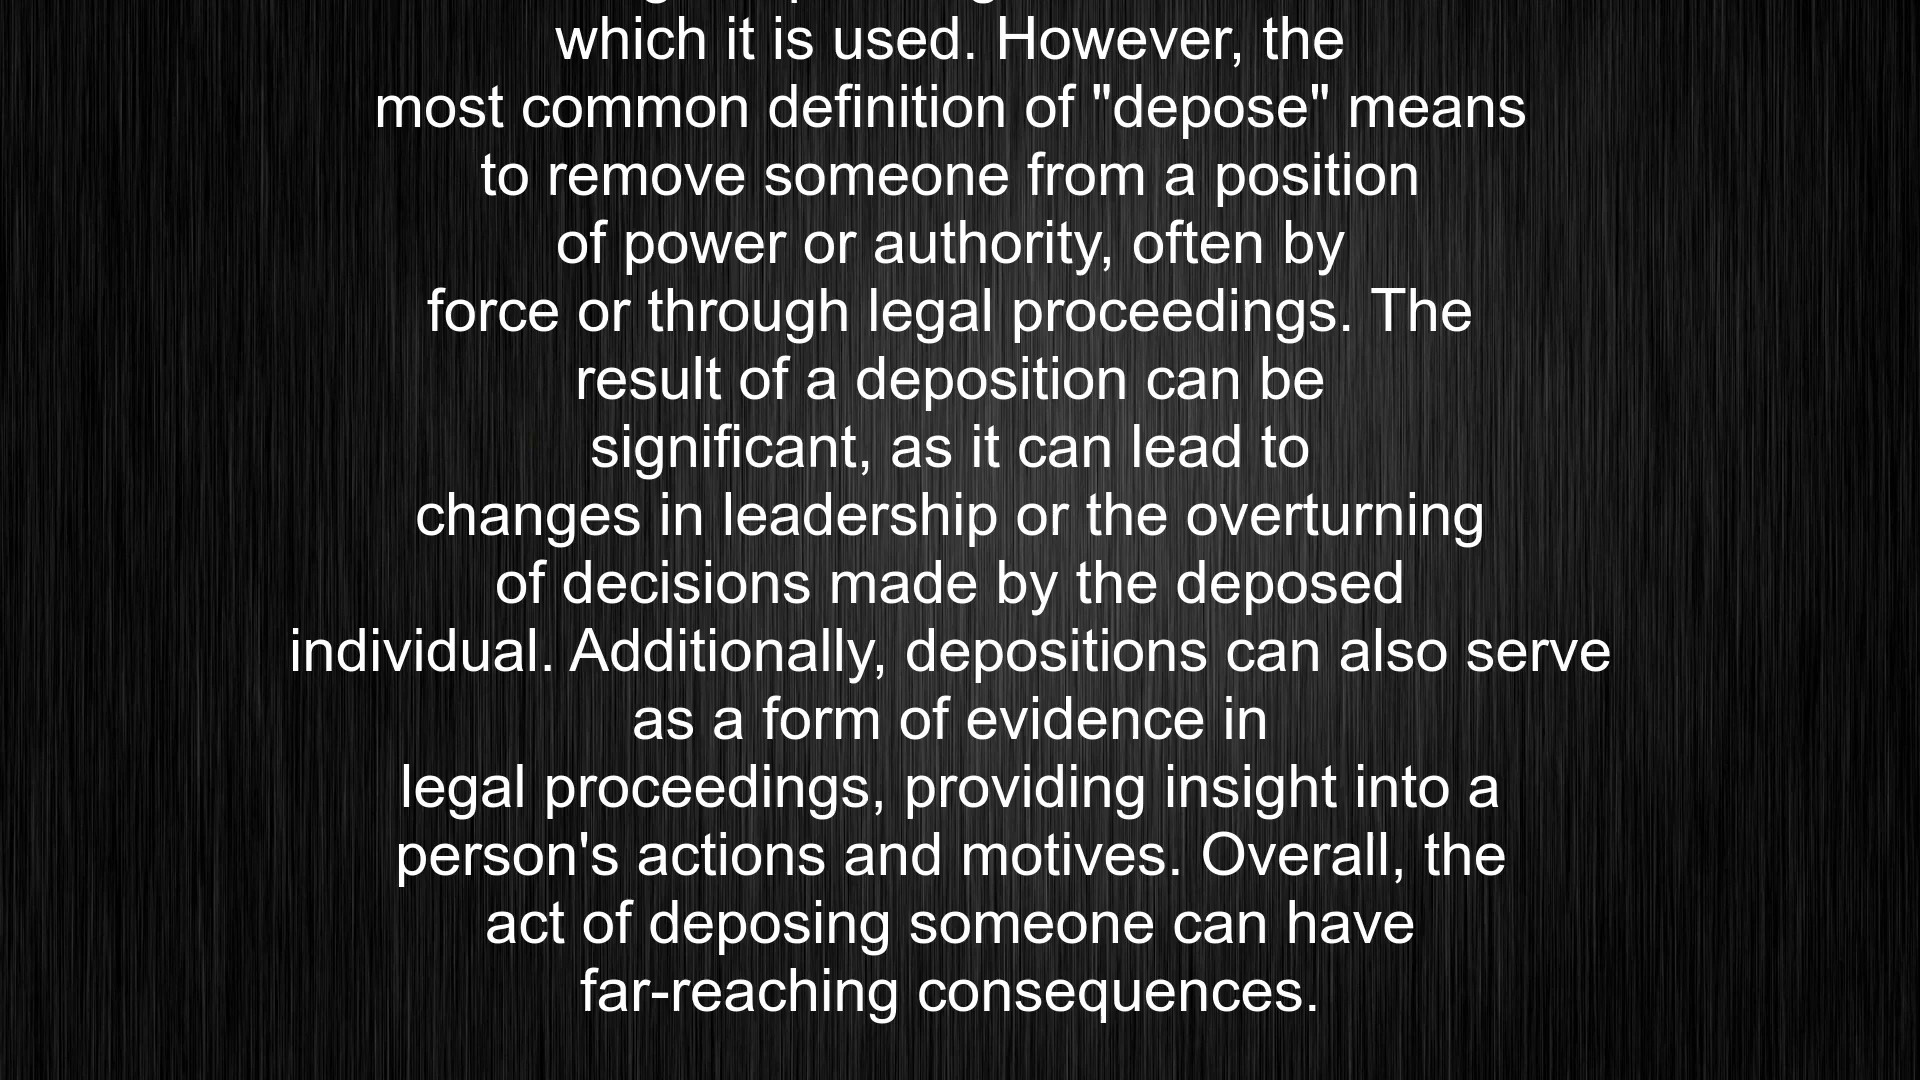 which it is used. However, the
most common definition of "depose" means
to remove someone from a position
of power or authority, often by
force or through legal proceedings. The
result of a deposition can be
significant, as it can lead to
changes in leadership or the overturning
of decisions made by the deposed
individual. Additionally, depositions can also serve
as a form of evidence in
legal proceedings, providing insight into a
person's actions and motives. Overall, the
act of deposing someone can have
far-reaching consequences.